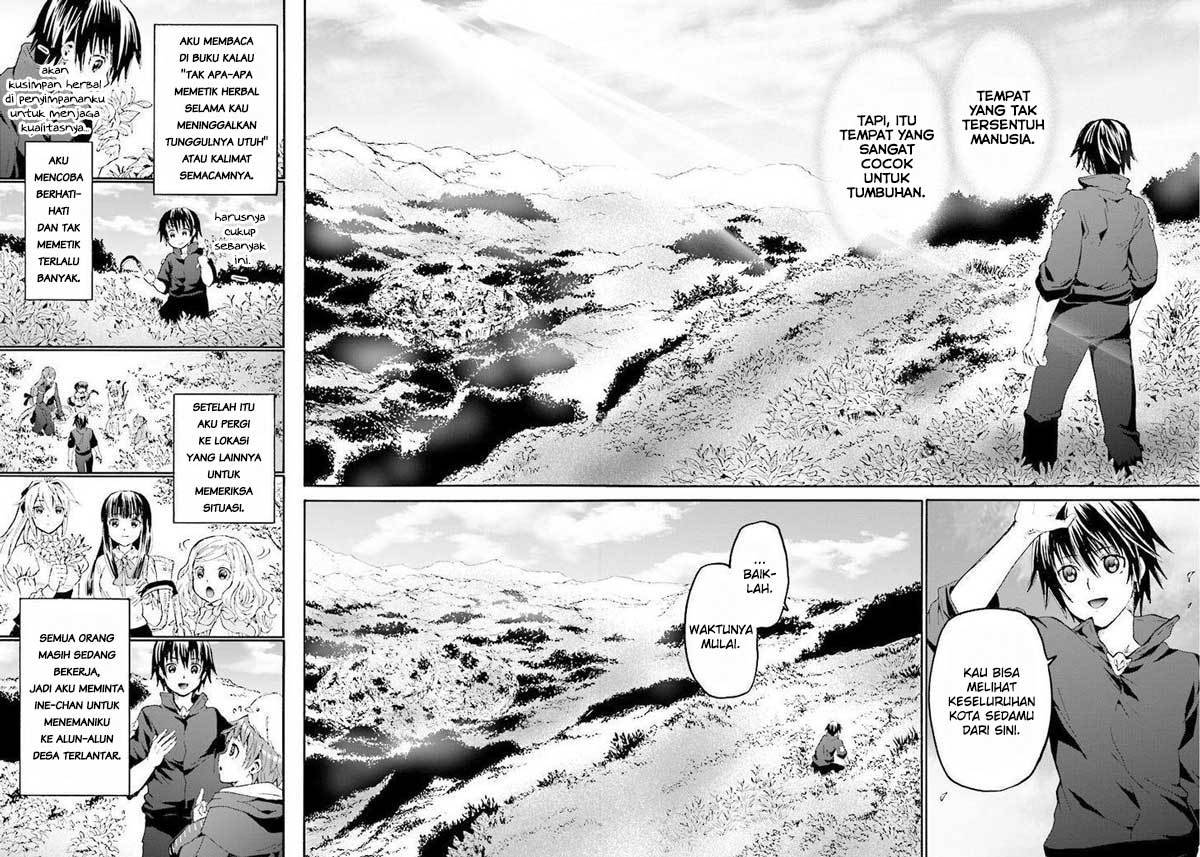 TEMPAT
YANG TAK
TERSENTUH
MANUSIA.
TAPI, ITU
TEMPAT YANG
SANGAT
COCOK
UNTUK
TUMBUHAN.
KAU BISA
MELIHAT
KESELURUHAN
KOTA SEDAMU
DARI SINI.
...
BAIK-
LAH.
WAKTUNYA
MULAI.
AKU MEMBACA
DI BUKU KALAU
"TAK APA-APA
MEMETIK HERBAL
SELAMA KAU
MENINGGALKAN
TUNGGULNYA UTUH"
ATAU KALIMAT
SEMACAMNYA.
akan
kusimpan herbal
di penyimpananku
untuk menjaga
kualitasnya..
AKU
MENCOBA
BERHATI-
HATI
DAN TAK
MEMETIK
TERLALU
BANYAK.
harusnya
cukup
sebanyak
ini.
SETELAH ITU
AKU PERGI
KE LOKASI
YANG LAINNYA
UNTUK
MEMERIKSA
SITUASI.
SEMUA ORANG
MASIH SEDANG
BEKERJA,
JADI AKU MEMINTA
INE-CHAN UNTUK
MENEMANIKU
KE ALUN-ALUN
DESA TERLANTAR.